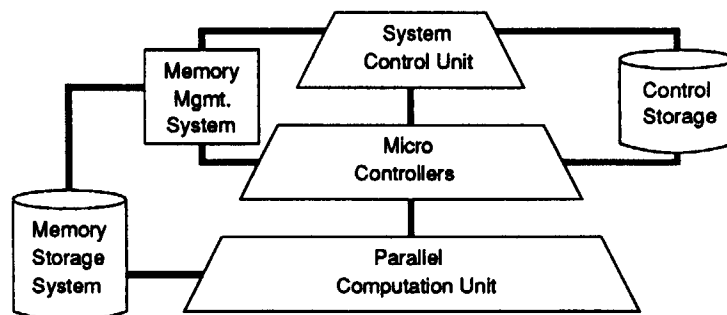 System
Control Unit
Memory
Mgmt.
System
Control
Storage
Micro
Controllers
Memory
Storage
System
Parallel
Computation Unit